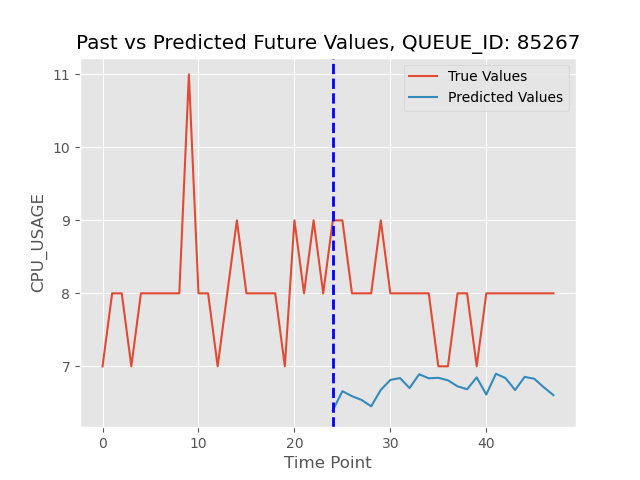 Past vs Predicted Future Values, QUEUE_ID: 85267
True Values
Predicted Values
11
10
9
8
7
CPU_USAGE
0 10 20 30 40
Time Point